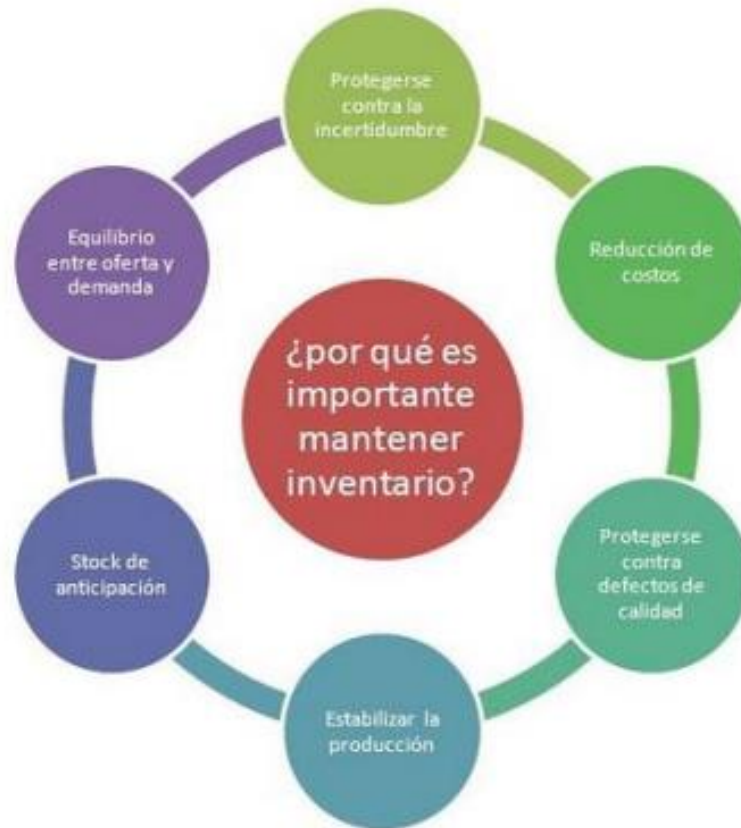 Protegerse
contra la
incertidumbre
Reducción de
costos
Protegerse
contra
defectos de
calidad
Estabilizar la
producción
Stock de
anticipación
Equilibrio
entre oferta y
demanda
¿por qué es
importante
mantener
inventario?